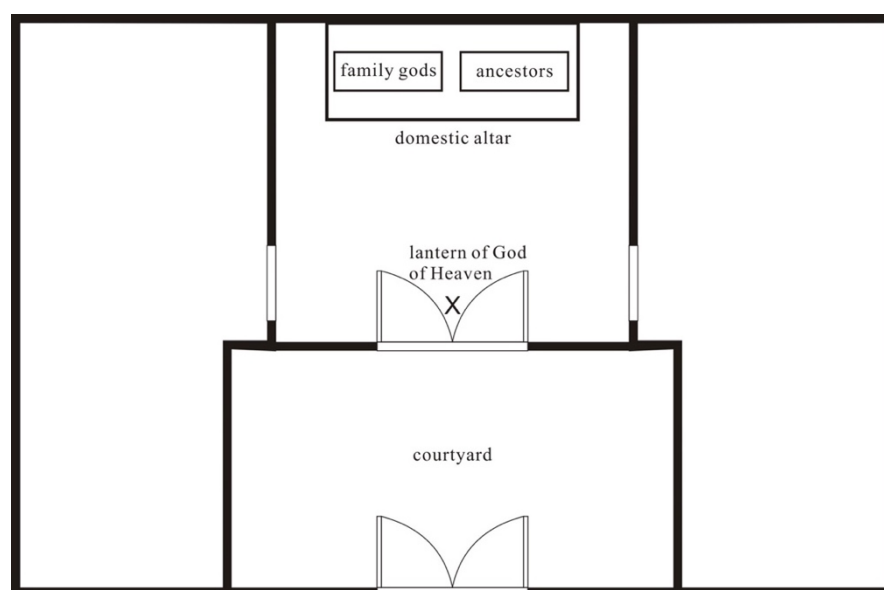 family gods
ancestors
domestic altar
lantern of God
of Heaven
X
courtyard